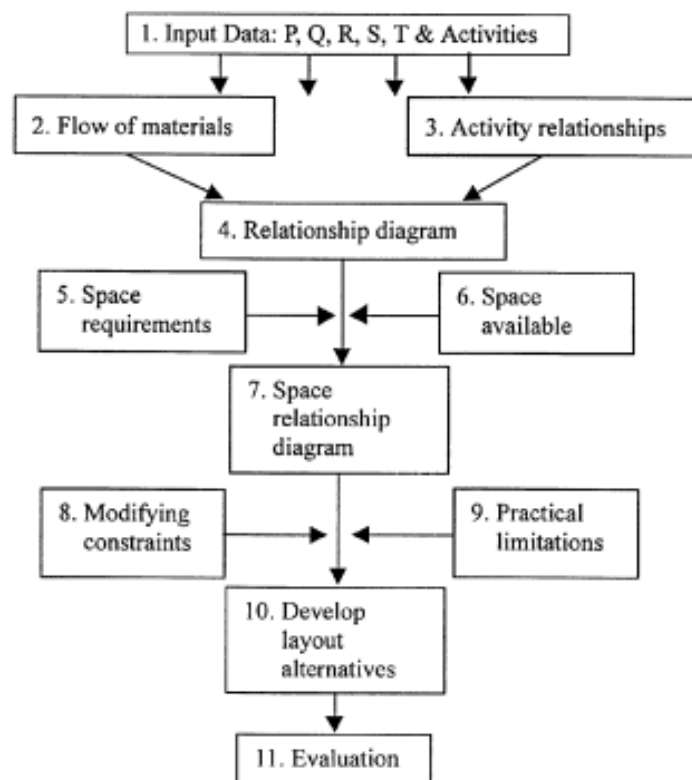 1. Input Data: P, Q, R, S, T & Activities
2. Flow of materials
3. Activity relationships
4. Relationship diagram
5. Space
requirements
6. Space
available
7. Space
relationship
diagram
8. Modifying
constraints
9. Practical
limitations
10. Develop
layout
alternatives
11. Evaluation